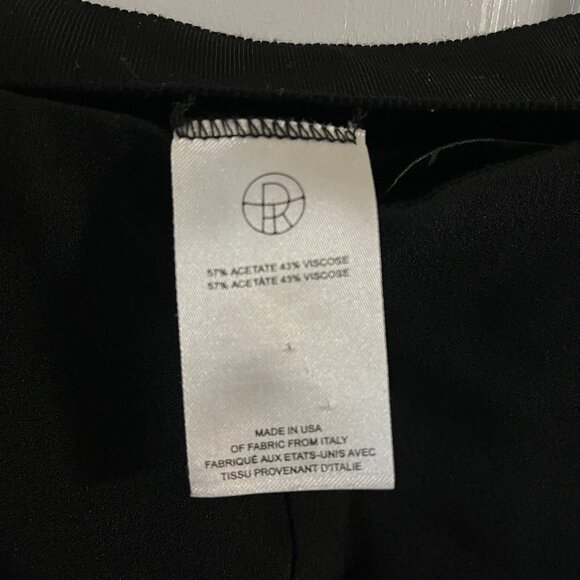 PR
57% ACETATE 43% VISCOSE
57% ACETATE 43% VISCOSE
MADE IN USA
OF FABRIC FROM ITALY
FABRIQUÉ AUX ETATS-UNIS AVEC
TISSU PROVENANT D'ITALIE